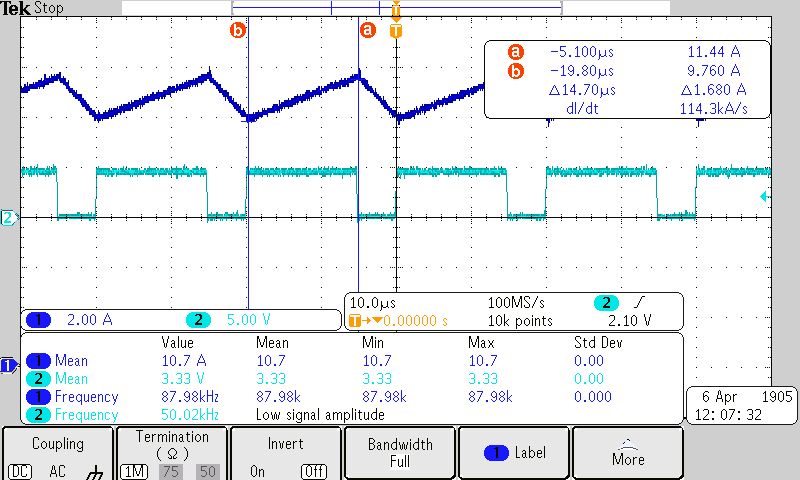 Tek Stop
b a T
a −5.100μs 11.44 A
b −19.80μs 9.760 A
Δ14.70μs Δ1.680 A
dI/dt 114.3kA/s
2
1 2.00 A 2 5.00 V
10.0μs 100MS/s 2
T→▼0.00000 s 10k points 2.10 V
Value Mean Min Max Std Dev
1 Mean 10.7 A 10.7 10.7 10.7 0.00
2 Mean 3.33 V 3.33 3.33 3.33 0.00
1 Frequency 87.98kHz 87.98k 87.98k 87.98k 0.000
2 Frequency 50.02kHz Low signal amplitude
1
6 Apr 1905
12:07:32
Coupling
DC AC
Termination
(Ω)
1M 75 50
Invert
On Off
Bandwidth
Full
1 Label
More